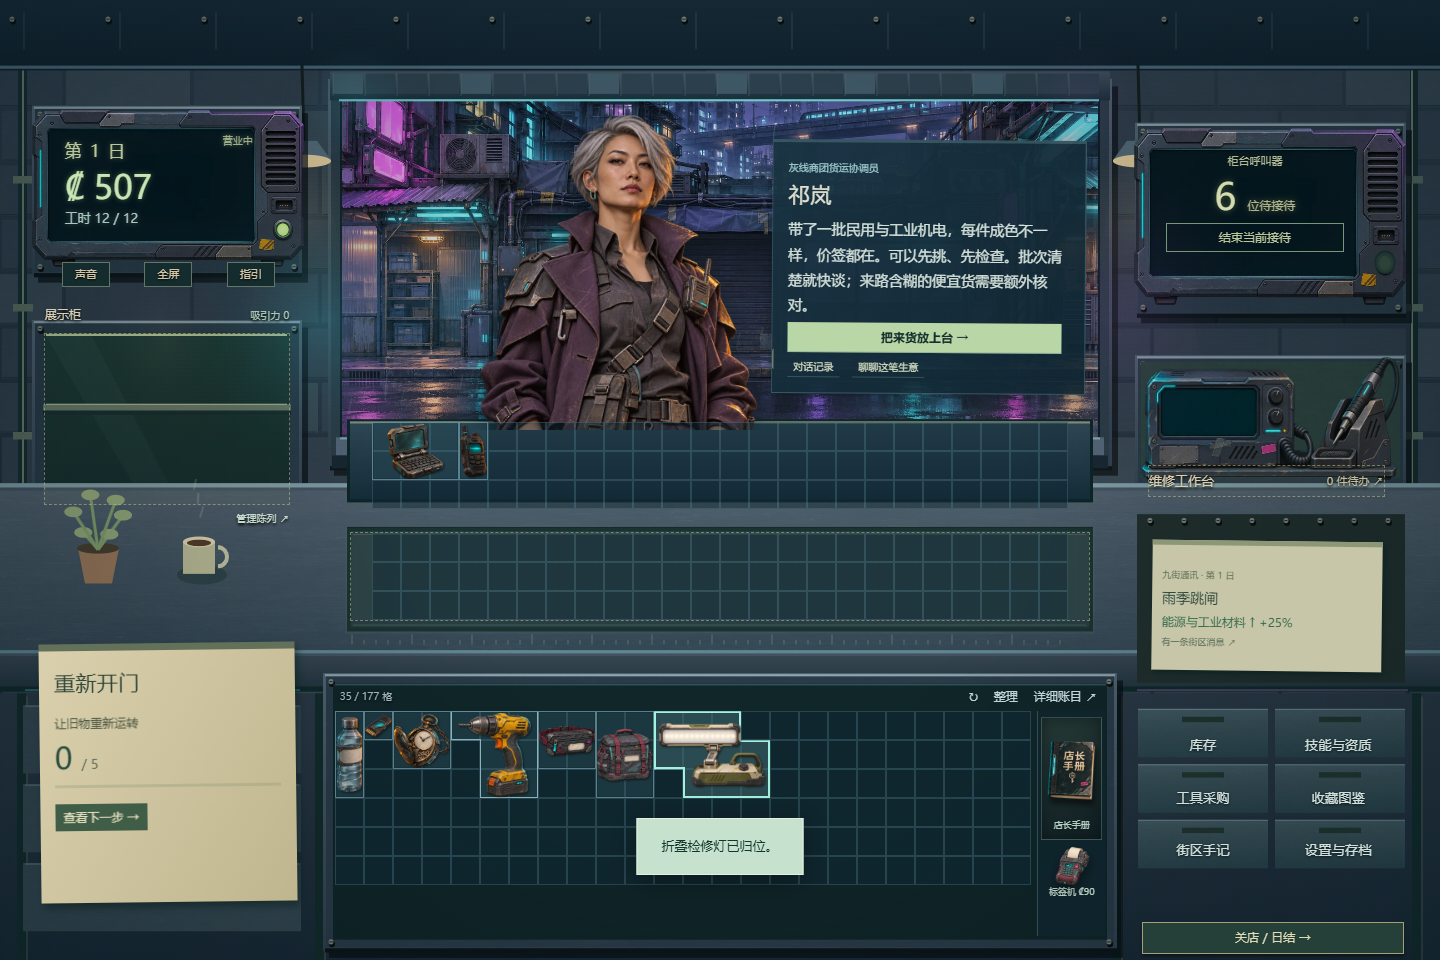 第 1 日
营业中
₡ 507
工时 12 / 12
声音
全屏
指引
展示柜
吸引力 0
管理陈列 ↗
灰线商团货运协调员
祁岚
带了一批民用与工业机电，每件成色不一
样，价签都在。可以先挑、先检查。批次清
楚就快谈；来路含糊的便宜货需要额外核
对。
把来货放上台 →
对话记录
聊聊这笔生意
柜台呼叫器
6 位待接待
结束当前接待
维修工作台
0 件待办 ↗
九街通讯 · 第 1 日
雨季跳闸
能源与工业材料 ↑ +25%
有一条街区消息 ↗
重新开门
让旧物重新运转
0 / 5
查看下一步 →
35 / 177 格
↻ 整理 详细账目 ↗
店长
手册
店长手册
标签机 ₡90
折叠检修灯已归位。
库存
技能与资质
工具采购
收藏图鉴
街区手记
设置与存档
关店 / 日结 →